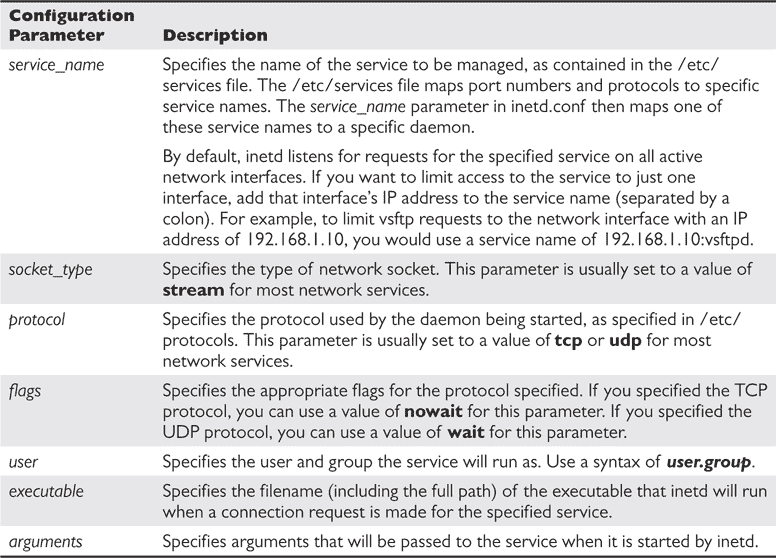 Configuration
Parameter Description
service_name Specifies the name of the service to be managed, as contained in the /etc/
services file. The /etc/services file maps port numbers and protocols to specific
service names. The service_name parameter in inetd.conf then maps one of
these service names to a specific daemon.
By default, inetd listens for requests for the specified service on all active
network interfaces. If you want to limit access to the service to just one
interface, add that interface's IP address to the service name (separated by a
colon). For example, to limit vsftp requests to the network interface with an IP
address of 192.168.1.10, you would use a service name of 192.168.1.10:vsftpd.
socket_type Specifies the type of network socket. This parameter is usually set to a value of
stream for most network services.
protocol Specifies the protocol used by the daemon being started, as specified in /etc/
protocols. This parameter is usually set to a value of tcp or udp for most
network services.
flags Specifies the appropriate flags for the protocol specified. If you specified the TCP
protocol, you can use a value of nowait for this parameter. If you specified the
UDP protocol, you can use a value of wait for this parameter.
user Specifies the user and group the service will run as. Use a syntax of user.group.
executable Specifies the filename (including the full path) of the executable that inetd will run
when a connection request is made for the specified service.
arguments Specifies arguments that will be passed to the service when it is started by inetd.